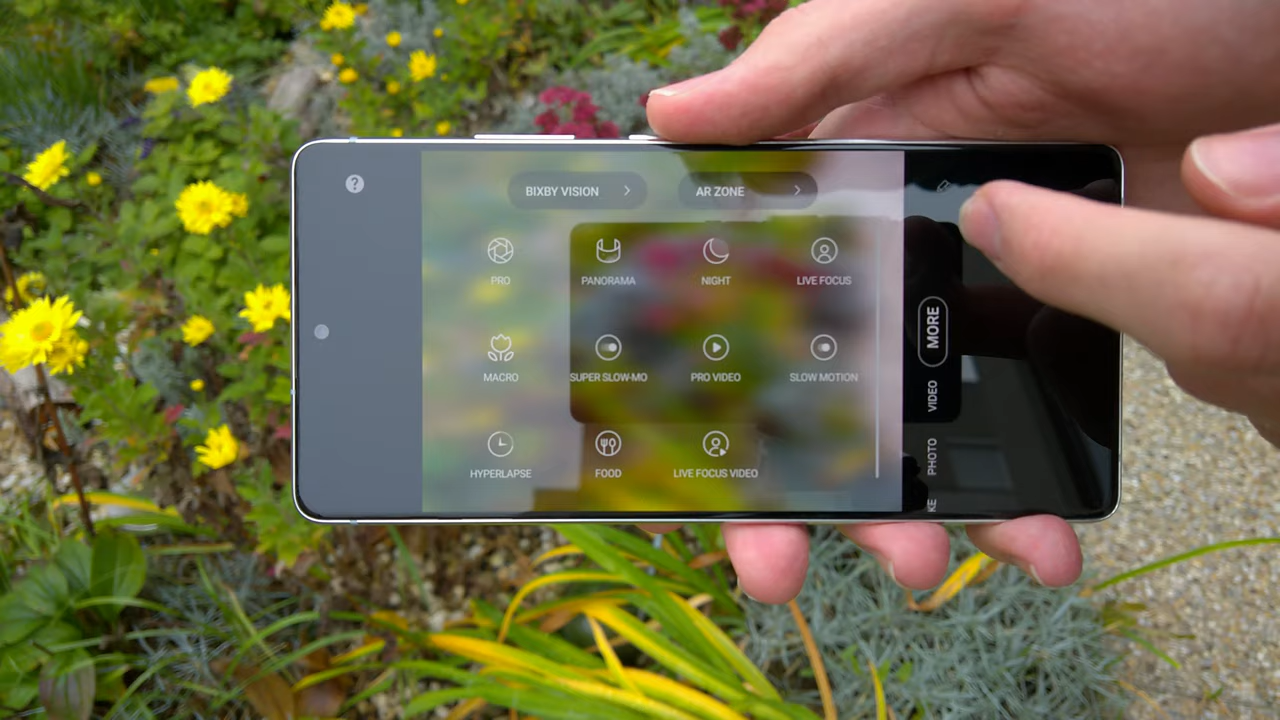 BIXBY VISION
AR ZONE
PRO
PANORAMA
NIGHT
LIVE FOCUS
MACRO
SUPER SLOW-MO
PRO VIDEO
SLOW MOTION
HYPERLAPSE
FOOD
LIVE FOCUS VIDEO
MORE
VIDEO
PHOTO
KE